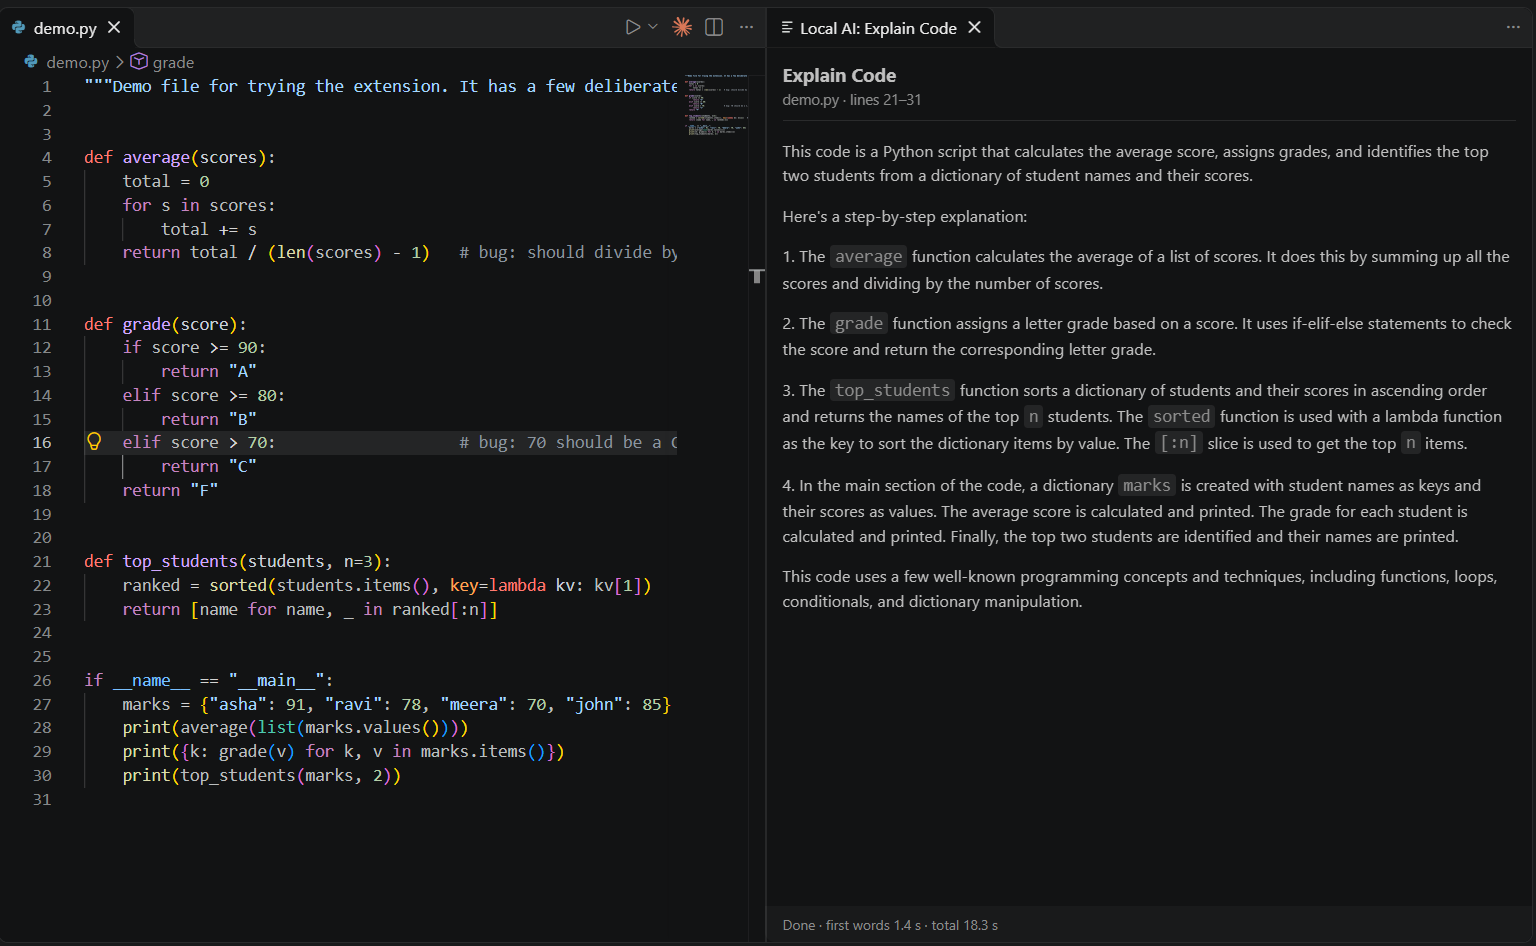 demo.py
Local AI: Explain Code
demo.py > grade
1 """Demo file for trying the extension. It has a few deliberate
2
3
4 def average(scores):
5     total = 0
6     for s in scores:
7         total += s
8     return total / (len(scores) - 1)   # bug: should divide by
9
10
11 def grade(score):
12     if score >= 90:
13         return "A"
14     elif score >= 80:
15         return "B"
16     elif score > 70:                   # bug: 70 should be a C
17         return "C"
18     return "F"
19
20
21 def top_students(students, n=3):
22     ranked = sorted(students.items(), key=lambda kv: kv[1])
23     return [name for name, _ in ranked[:n]]
24
25
26 if __name__ == "__main__":
27     marks = {"asha": 91, "ravi": 78, "meera": 70, "john": 85}
28     print(average(list(marks.values())))
29     print({k: grade(v) for k, v in marks.items()})
30     print(top_students(marks, 2))
31
Explain Code
demo.py · lines 21–31
This code is a Python script that calculates the average score, assigns grades, and identifies the top
two students from a dictionary of student names and their scores.
Here's a step-by-step explanation:
1. The average function calculates the average of a list of scores. It does this by summing up all the
scores and dividing by the number of scores.
2. The grade function assigns a letter grade based on a score. It uses if-elif-else statements to check
the score and return the corresponding letter grade.
3. The top_students function sorts a dictionary of students and their scores in ascending order
and returns the names of the top n students. The sorted function is used with a lambda function
as the key to sort the dictionary items by value. The [:n] slice is used to get the top n items.
4. In the main section of the code, a dictionary marks is created with student names as keys and
their scores as values. The average score is calculated and printed. The grade for each student is
calculated and printed. Finally, the top two students are identified and their names are printed.
This code uses a few well-known programming concepts and techniques, including functions, loops,
conditionals, and dictionary manipulation.
Done · first words 1.4 s · total 18.3 s